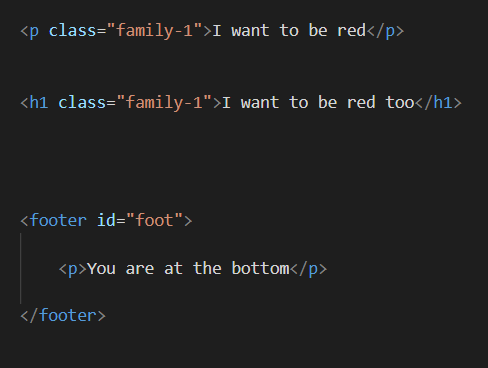 <p class="family-1">I want to be red</p>
<h1 class="family-1">I want to be red too</h1>
<footer id="foot">
<p>You are at the bottom</p>
</footer>